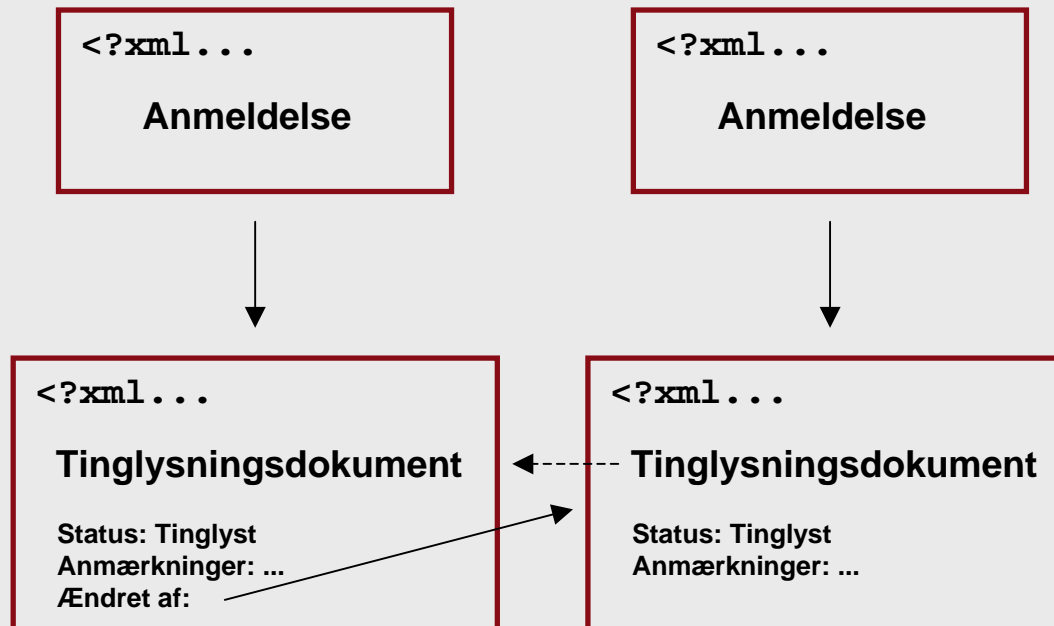 <?xml...
Anmeldelse
<?xml...
Anmeldelse
<?xml...
Tinglysningsdokument
Status: Tinglyst
Anmærkninger: ...
Ændret af:
<?xml...
Tinglysningsdokument
Status: Tinglyst
Anmærkninger: ...